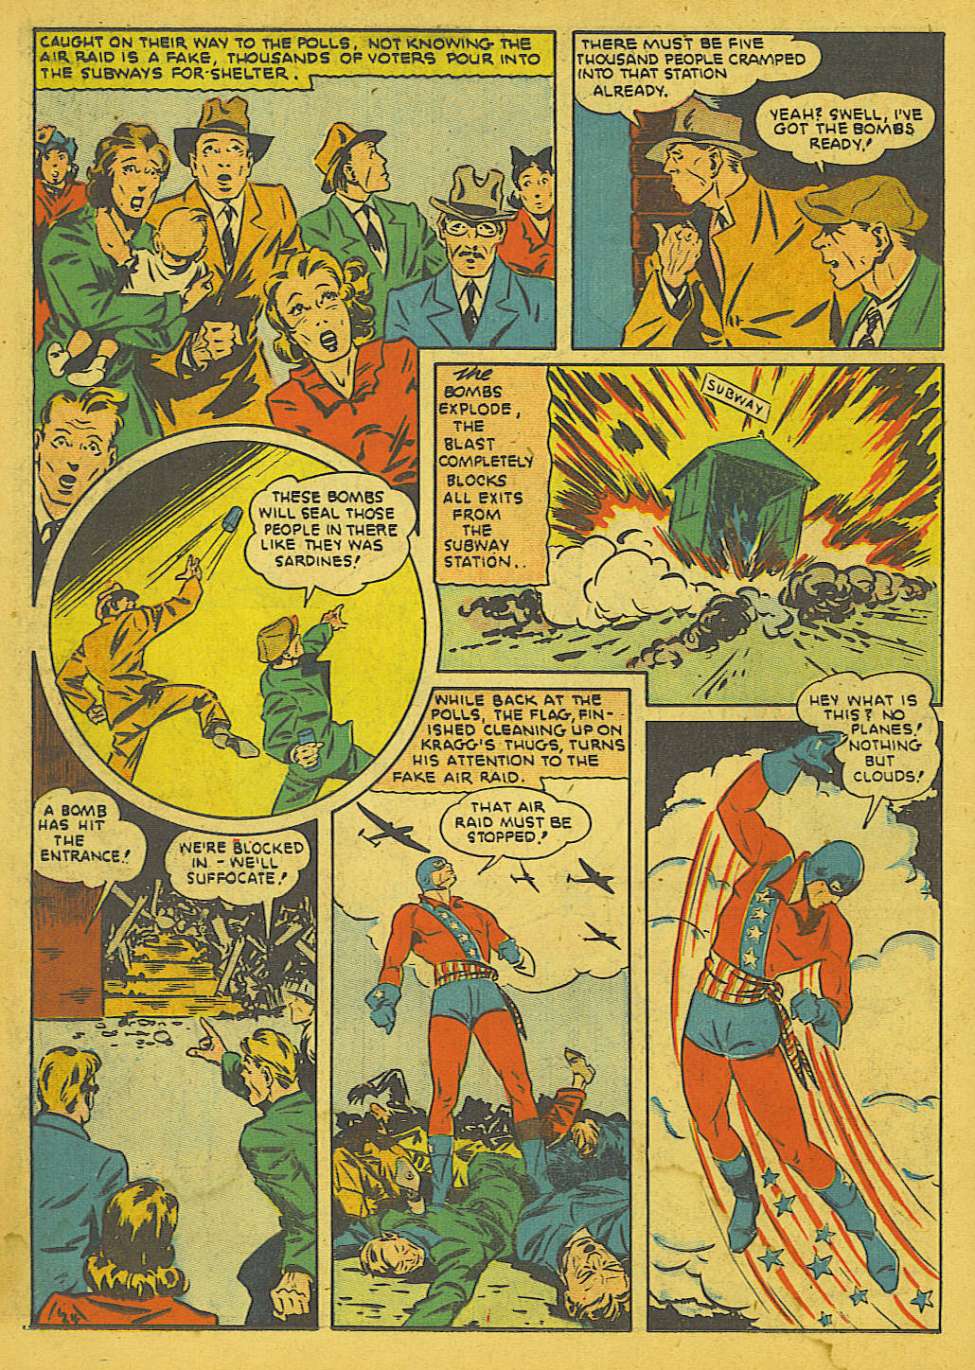 CAUGHT ON THEIR WAY TO THE POLLS, NOT KNOWING THE
AIR RAID IS A FAKE, THOUSANDS OF VOTERS POUR INTO
THE SUBWAYS FOR SHELTER.
THERE MUST BE FIVE
THOUSAND PEOPLE CRAMPED
INTO THAT STATION
ALREADY.
YEAH? SWELL, I'VE
GOT THE BOMBS
READY!
THESE BOMBS
WILL SEAL THOSE
PEOPLE IN THERE
LIKE THEY WAS
SARDINES!
The
BOMBS
EXPLODE,
THE
BLAST
COMPLETELY
BLOCKS
ALL EXITS
FROM
THE
SUBWAY
STATION..
SUBWAY
A BOMB
HAS HIT
THE
ENTRANCE!
WE'RE BLOCKED
IN - WE'LL
SUFFOCATE!
WHILE BACK AT THE
POLLS, THE FLAG, FIN-
ISHED CLEANING UP ON
KRAGG'S THUGS, TURNS
HIS ATTENTION TO THE
FAKE AIR RAID.
THAT AIR
RAID MUST BE
STOPPED!
HEY WHAT IS
THIS? NO
PLANES!
NOTHING
BUT
CLOUDS!